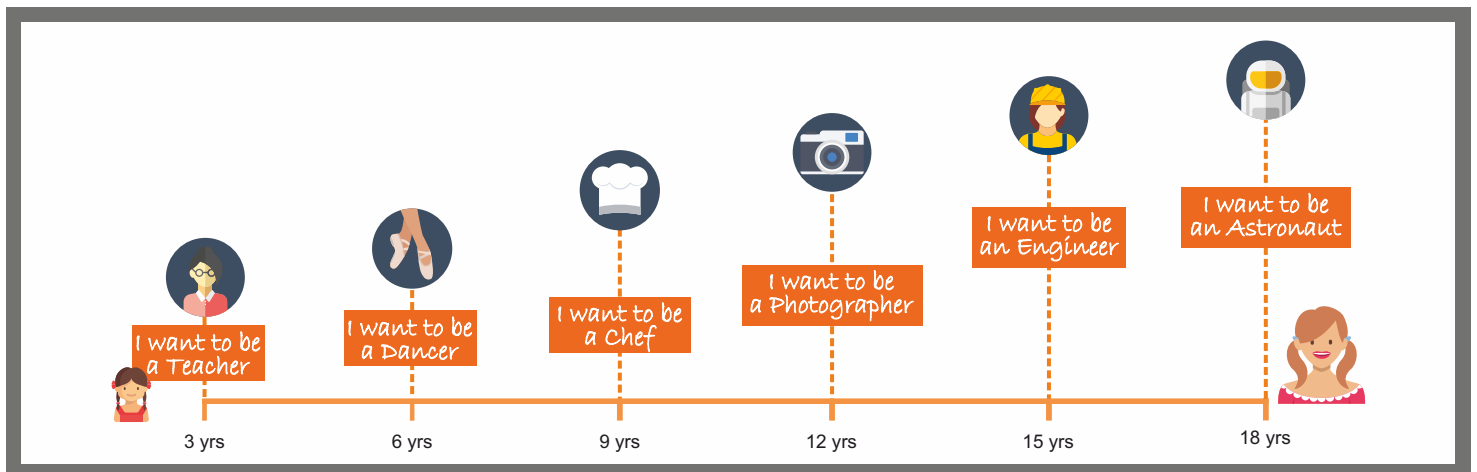 I want to be
a Teacher
I want to be
a Dancer
I want to be
a Chef
I want to be
a Photographer
I want to be
an Engineer
I want to be
an Astronaut
3 yrs
6 yrs
9 yrs
12 yrs
15 yrs
18 yrs